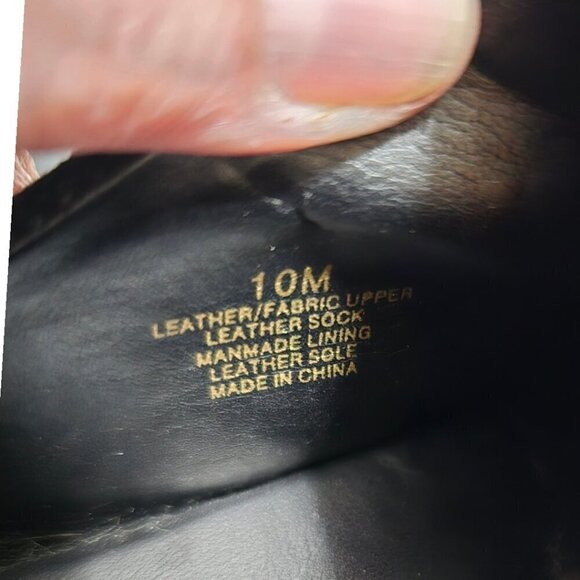 10M
LEATHER/FABRIC UPPER
LEATHER SOCK
MANMADE LINING
LEATHER SOLE
MADE IN CHINA